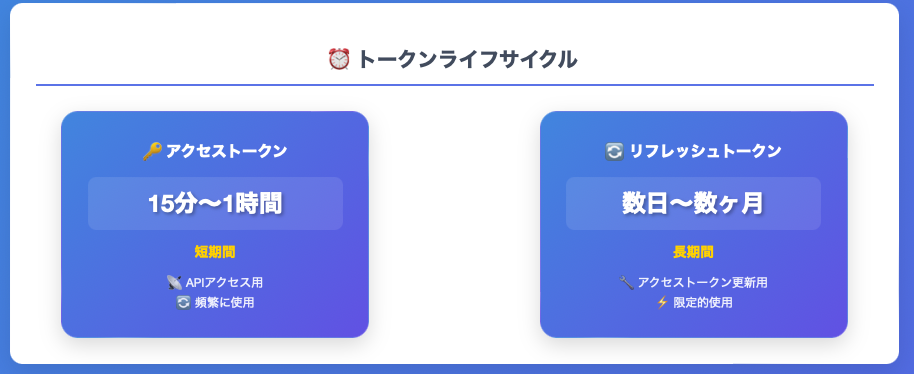 ⏰ トークンライフサイクル
🔑 アクセストークン
15分〜1時間
短期間
📡 APIアクセス用
🔄 頻繁に使用
🔄 リフレッシュトークン
数日〜数ヶ月
長期間
🔧 アクセストークン更新用
⚡ 限定的使用